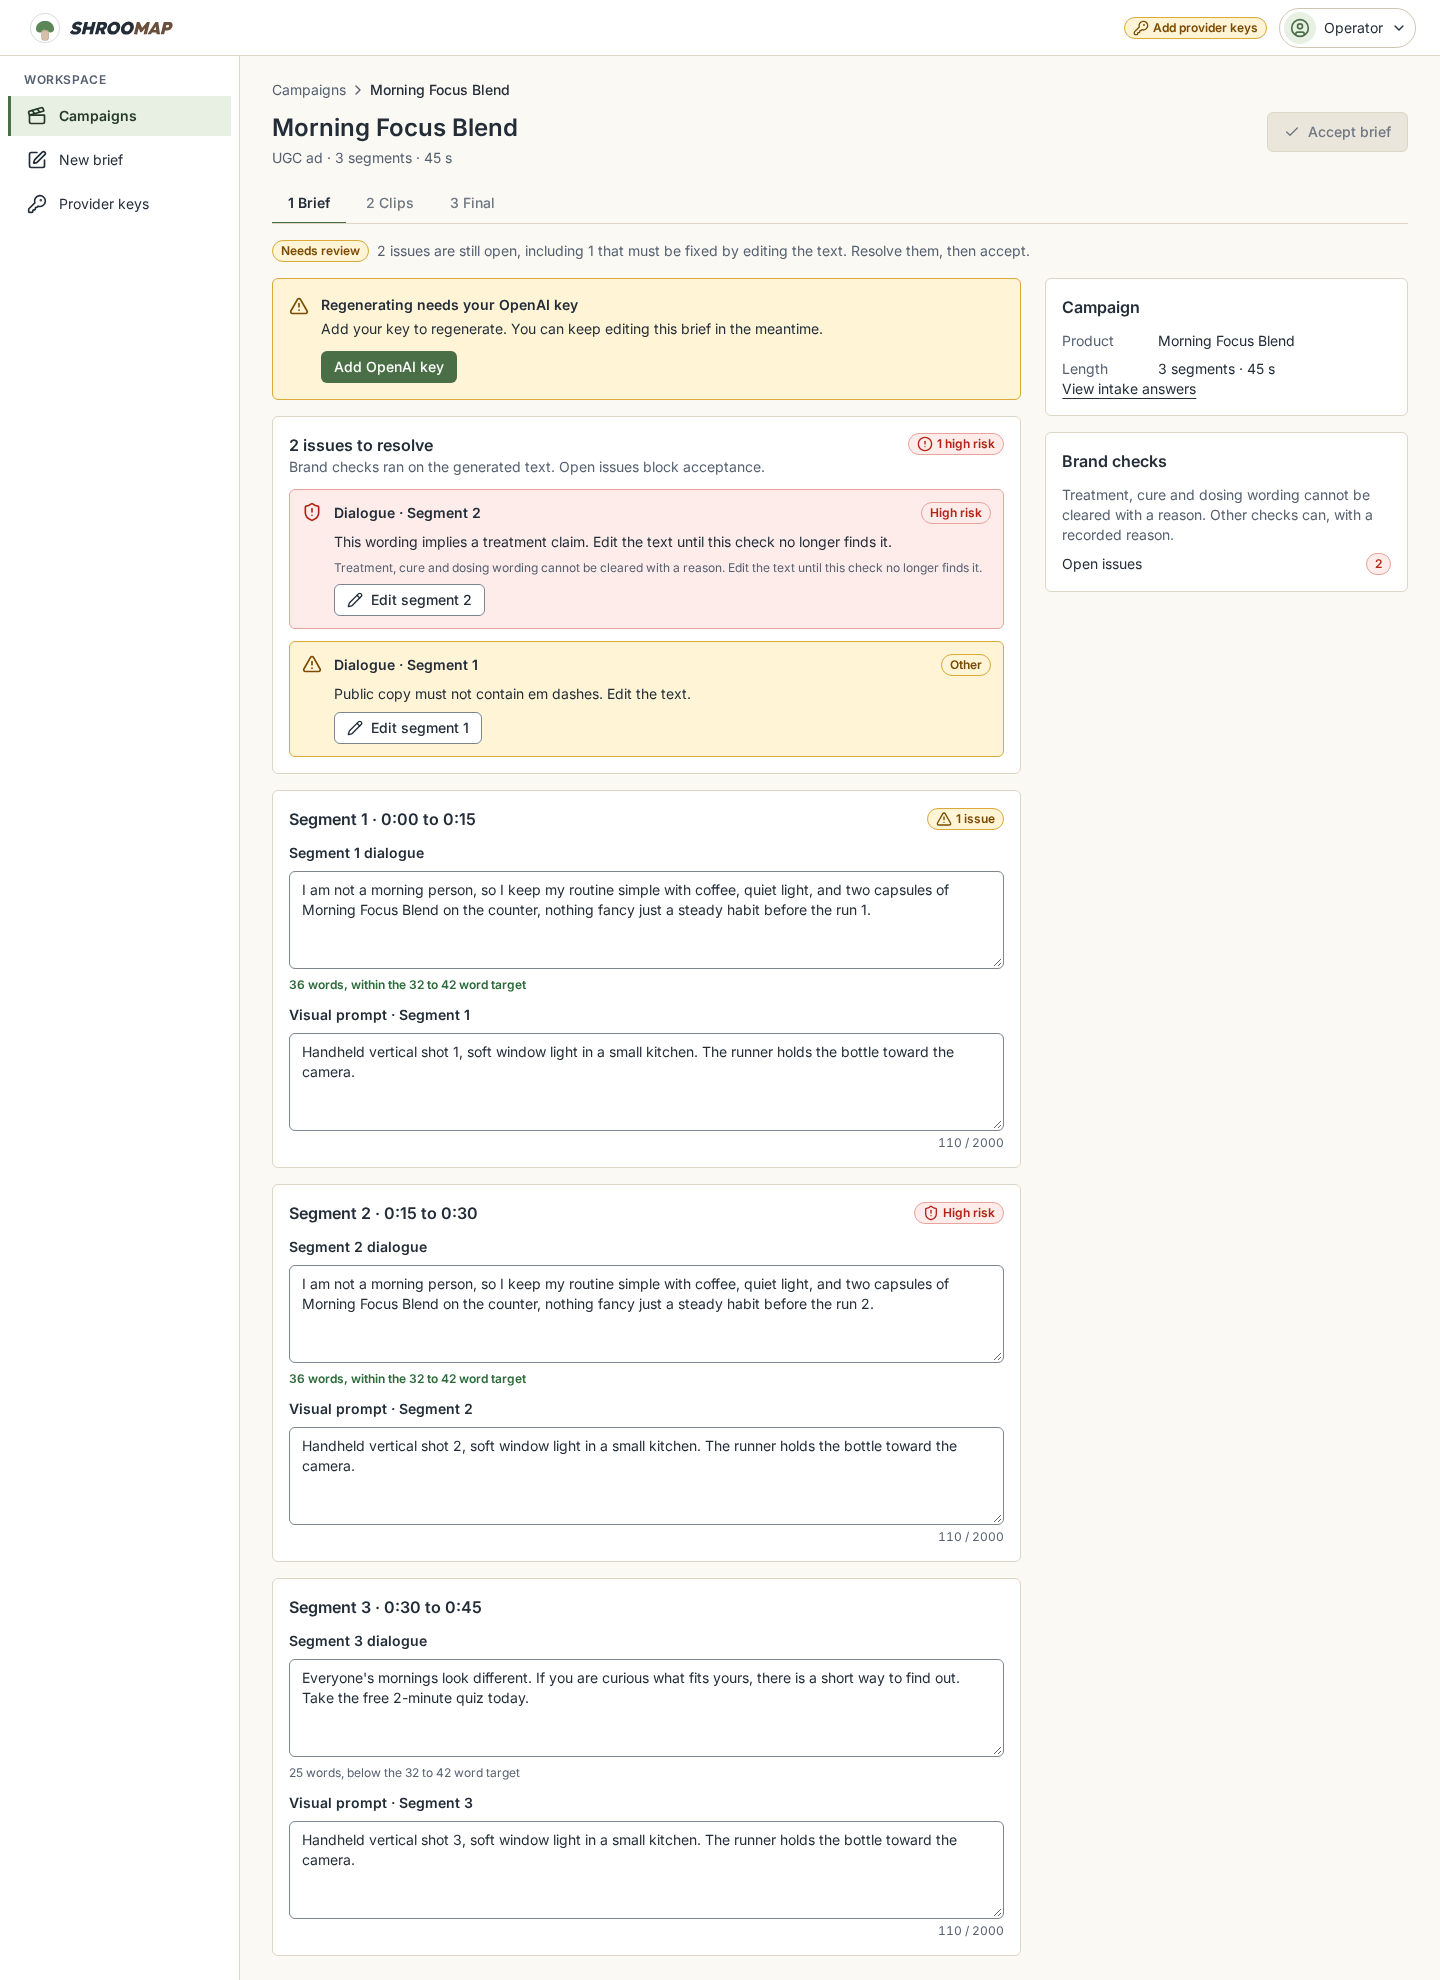 SHROOMAP
Add provider keys
Operator
WORKSPACE
Campaigns
New brief
Provider keys
Campaigns > Morning Focus Blend
Morning Focus Blend
Accept brief
UGC ad · 3 segments · 45 s
1 Brief
2 Clips
3 Final
Needs review
2 issues are still open, including 1 that must be fixed by editing the text. Resolve them, then accept.
Regenerating needs your OpenAI key
Add your key to regenerate. You can keep editing this brief in the meantime.
Add OpenAI key
2 issues to resolve
1 high risk
Brand checks ran on the generated text. Open issues block acceptance.
Dialogue · Segment 2
High risk
This wording implies a treatment claim. Edit the text until this check no longer finds it.
Treatment, cure and dosing wording cannot be cleared with a reason. Edit the text until this check no longer finds it.
Edit segment 2
Dialogue · Segment 1
Other
Public copy must not contain em dashes. Edit the text.
Edit segment 1
Segment 1 · 0:00 to 0:15
1 issue
Segment 1 dialogue
I am not a morning person, so I keep my routine simple with coffee, quiet light, and two capsules of
Morning Focus Blend on the counter, nothing fancy just a steady habit before the run 1.
36 words, within the 32 to 42 word target
Visual prompt · Segment 1
Handheld vertical shot 1, soft window light in a small kitchen. The runner holds the bottle toward the
camera.
110 / 2000
Segment 2 · 0:15 to 0:30
High risk
Segment 2 dialogue
I am not a morning person, so I keep my routine simple with coffee, quiet light, and two capsules of
Morning Focus Blend on the counter, nothing fancy just a steady habit before the run 2.
36 words, within the 32 to 42 word target
Visual prompt · Segment 2
Handheld vertical shot 2, soft window light in a small kitchen. The runner holds the bottle toward the
camera.
110 / 2000
Segment 3 · 0:30 to 0:45
Segment 3 dialogue
Everyone's mornings look different. If you are curious what fits yours, there is a short way to find out.
Take the free 2-minute quiz today.
25 words, below the 32 to 42 word target
Visual prompt · Segment 3
Handheld vertical shot 3, soft window light in a small kitchen. The runner holds the bottle toward the
camera.
110 / 2000
Campaign
Product Morning Focus Blend
Length 3 segments · 45 s
View intake answers
Brand checks
Treatment, cure and dosing wording cannot be
cleared with a reason. Other checks can, with a
recorded reason.
Open issues 2